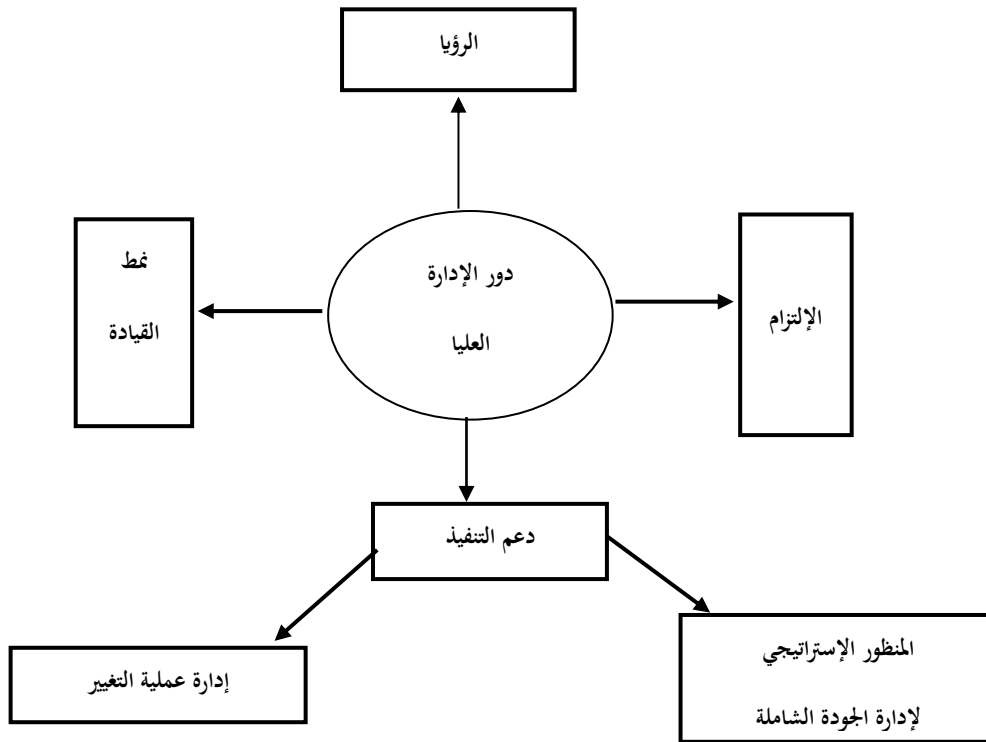 الرؤيا
دور الإدارة
العليا
الإلتزام
نمط
القيادة
دعم التنفيذ
المنظور الإستراتيجي
لإدارة الجودة الشاملة
إدارة عملية التغيير